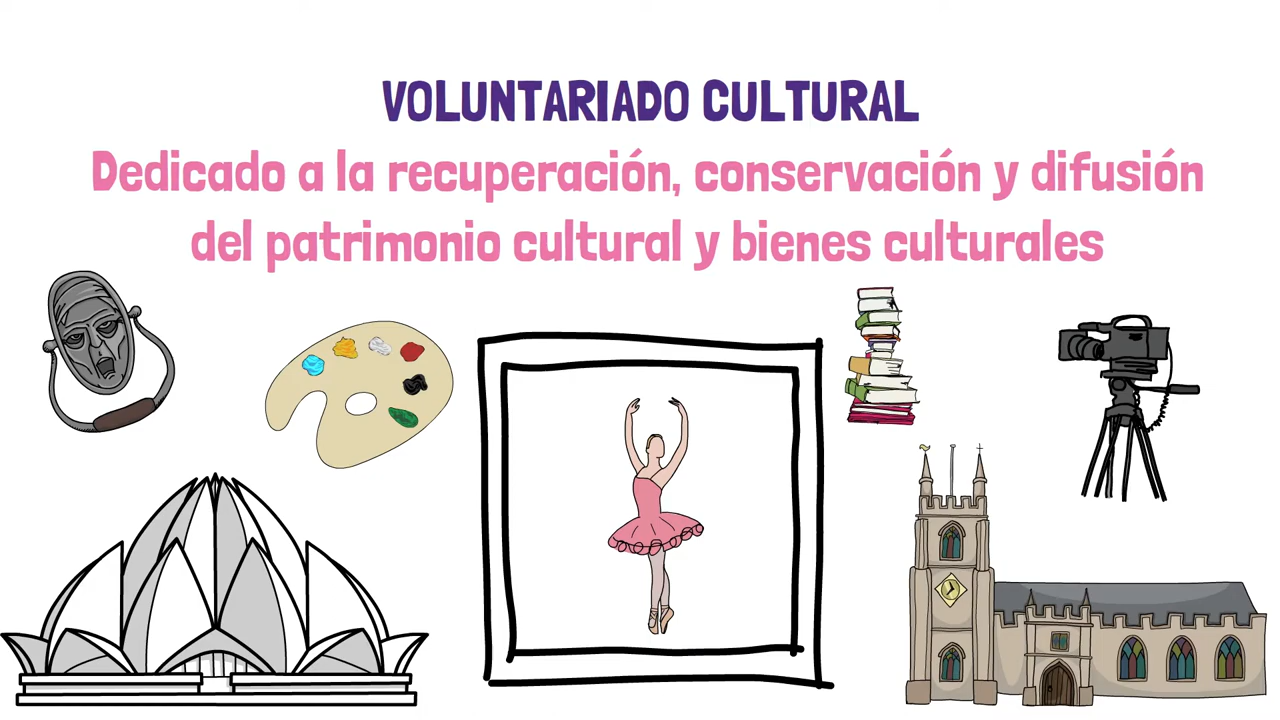 VOLUNTARIADO CULTURAL
Dedicado a la recuperación, conservación y difusión
del patrimonio cultural y bienes culturales